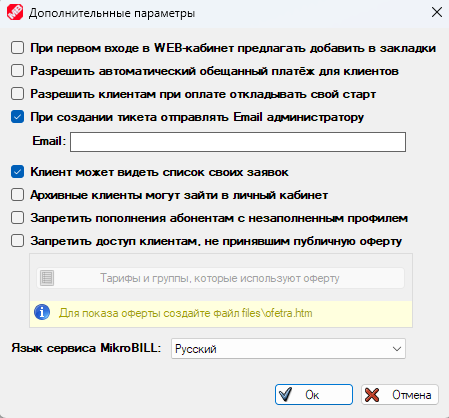 MB
Дополнительнные параметры
При первом входе в WEB-кабинет предлагать добавить в закладки
Разрешить автоматический обещанный платёж для клиентов
Разрешить клиентам при оплате откладывать свой старт
При создании тикета отправлять Email администратору
Email:
Клиент может видеть список своих заявок
Архивные клиенты могут зайти в личный кабинет
Запретить пополнения абонентам с незаполненным профилем
Запретить доступ клиентам, не принявшим публичную оферту
Тарифы и группы, которые используют оферту
Для показа оферты создайте файл files\ofetra.htm
Язык сервиса MikroBILL: Русский
Ок Отмена